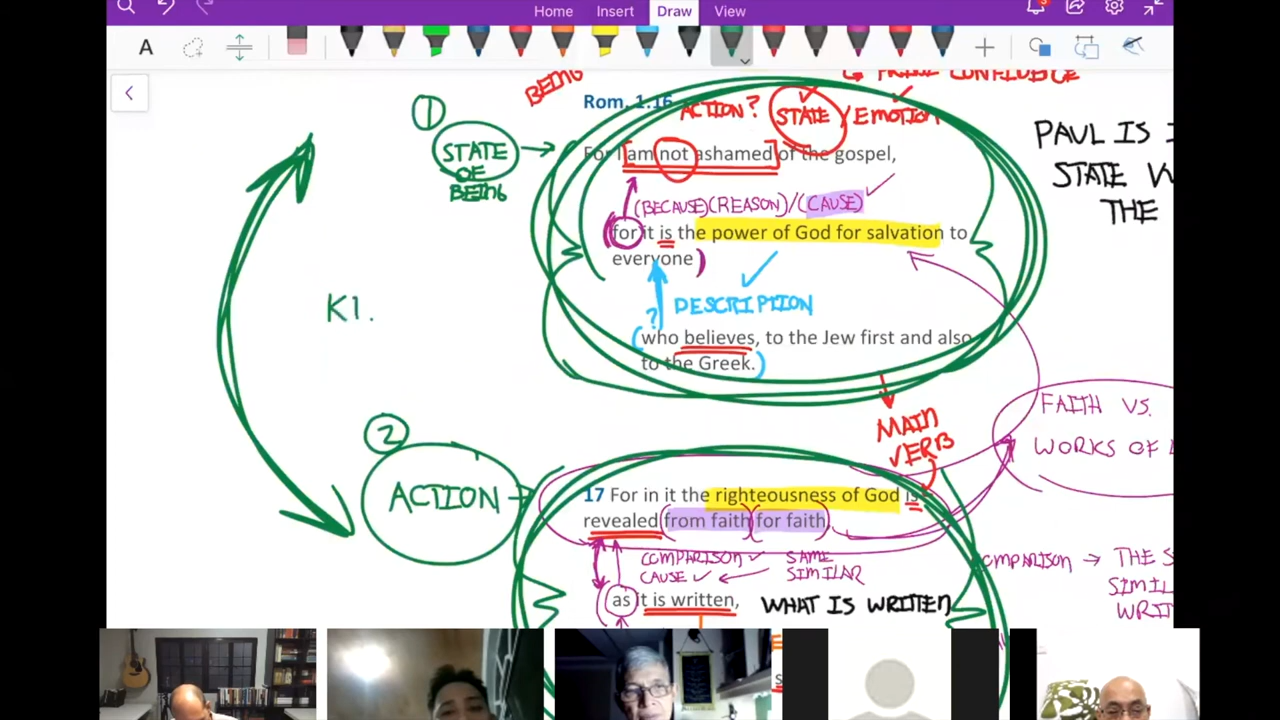 Home Insert Draw View
A
BEING
Rom. 1.16
ACTION? STATE / EMOTION
①
STATE
OF
BEING
For I am not ashamed of the gospel,
PAUL IS
STATE
THE
(BECAUSE)(REASON)/(CAUSE)
for it is the power of God for salvation to
everyone
K1.
DESCRIPTION
?
who believes, to the Jew first and also
to the Greek.
MAIN
VERB
FAITH VS.
WORKS OF
②
ACTION
17 For in it the righteousness of God is
revealed from faith for faith
COMPARISON SAME
CAUSE SIMILAR
COMPARISON → THE
as it is written, WHAT IS WRITTEN